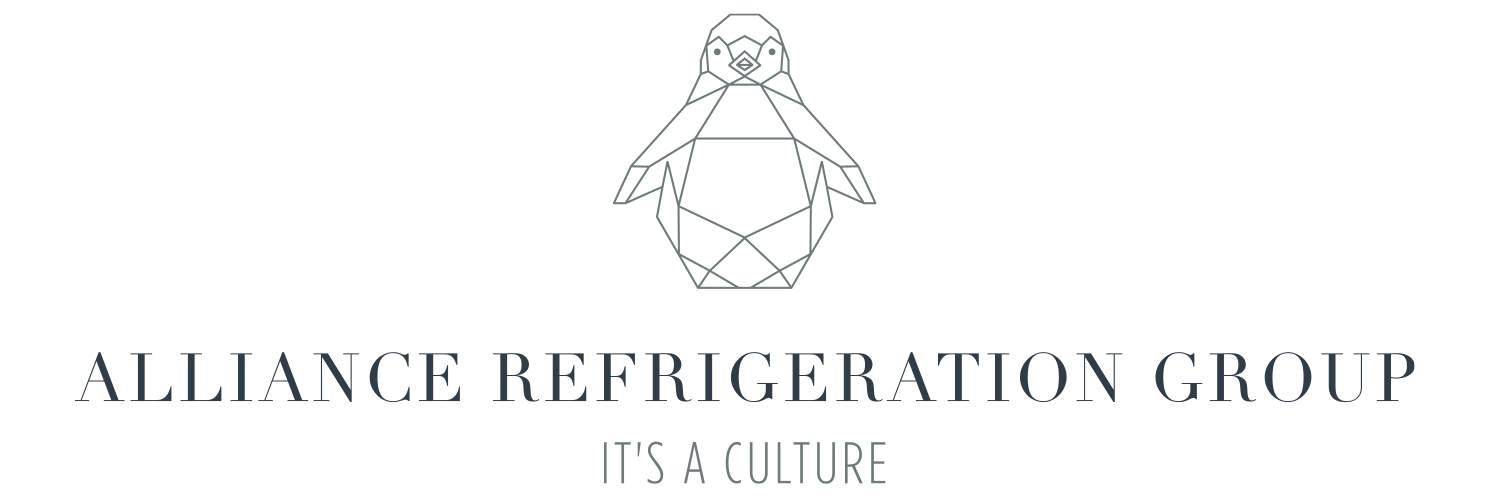 ALLIANCE REFRIGERATION GROUP
IT'S A CULTURE